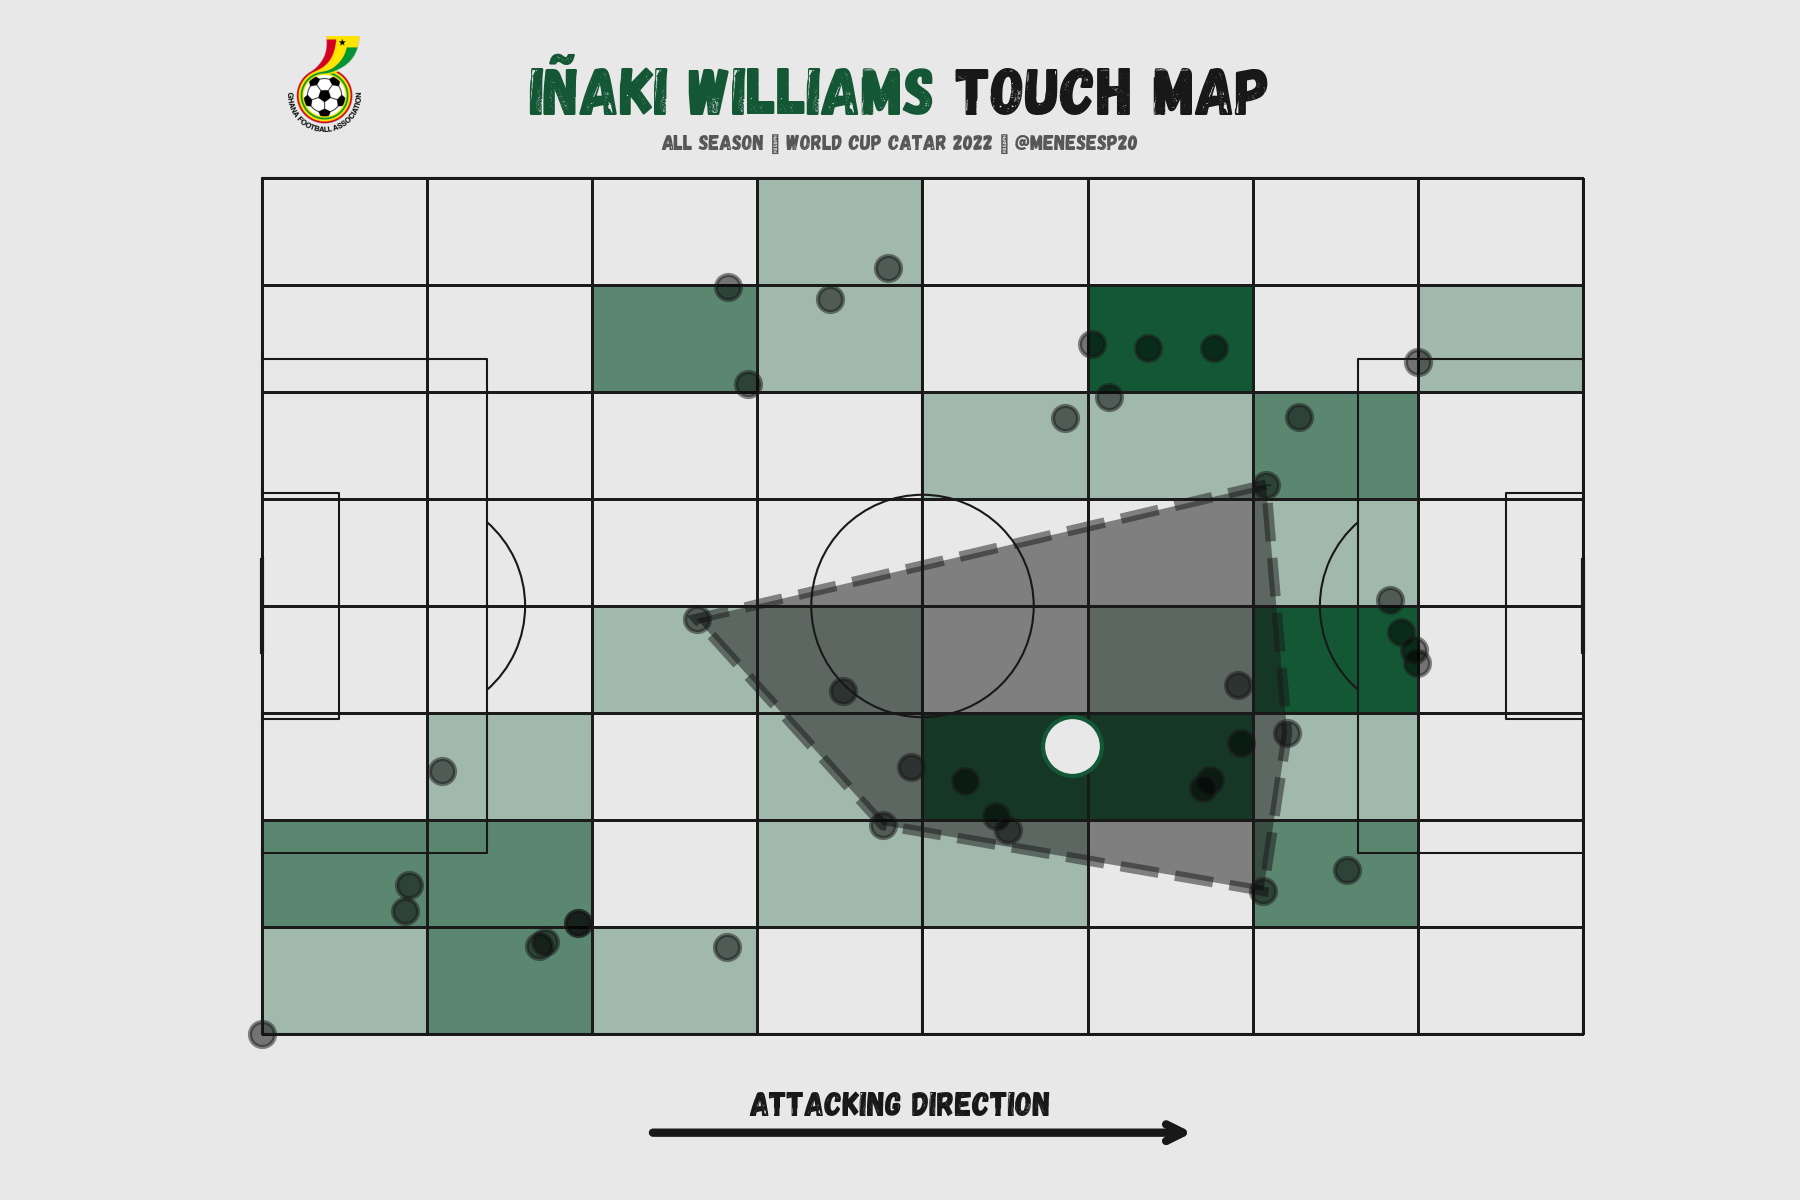 GHANA FOOTBALL ASSOCIATION
IÑAKI WILLIAMS TOUCH MAP
ALL SEASON ▯ WORLD CUP CATAR 2022 ▯ @MENESESP20
ATTACKING DIRECTION